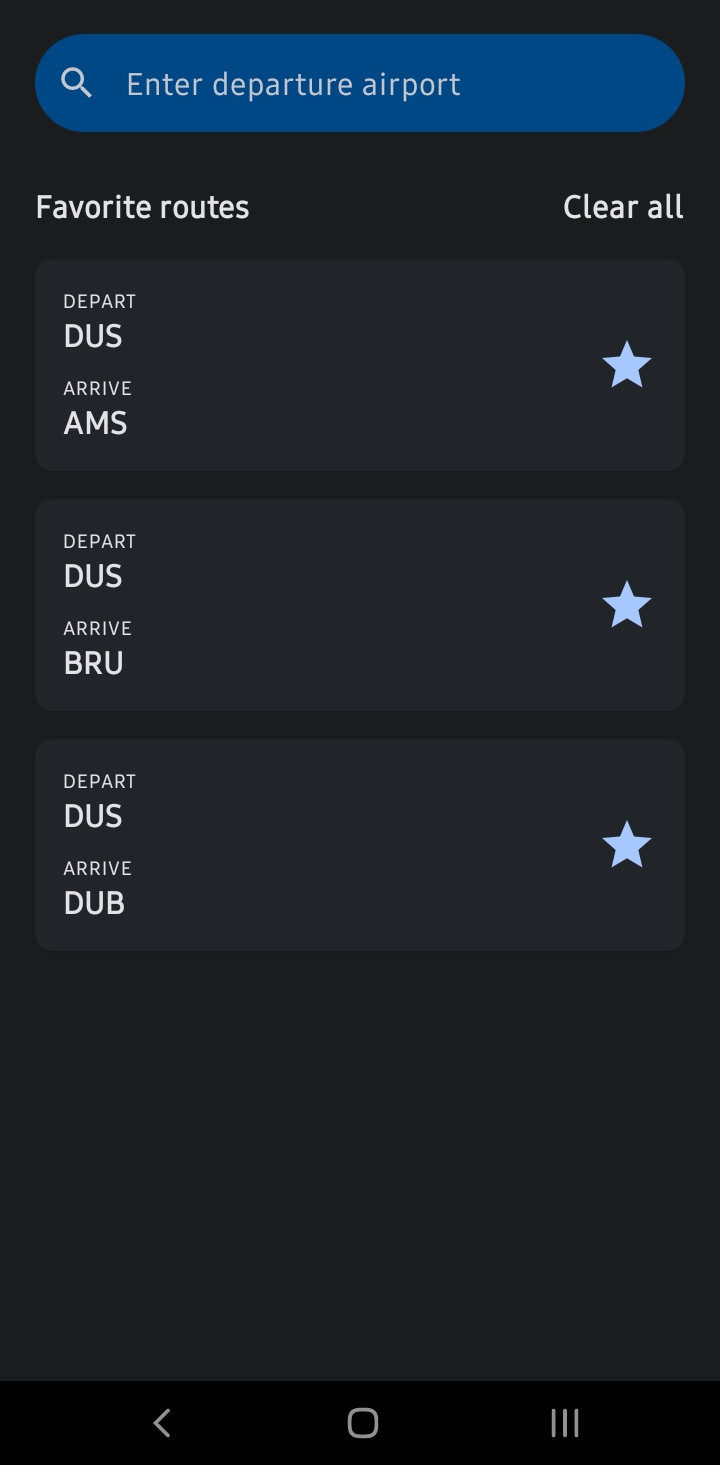 Enter departure airport
Favorite routes Clear all
DEPART
DUS
ARRIVE
AMS
DEPART
DUS
ARRIVE
BRU
DEPART
DUS
ARRIVE
DUB